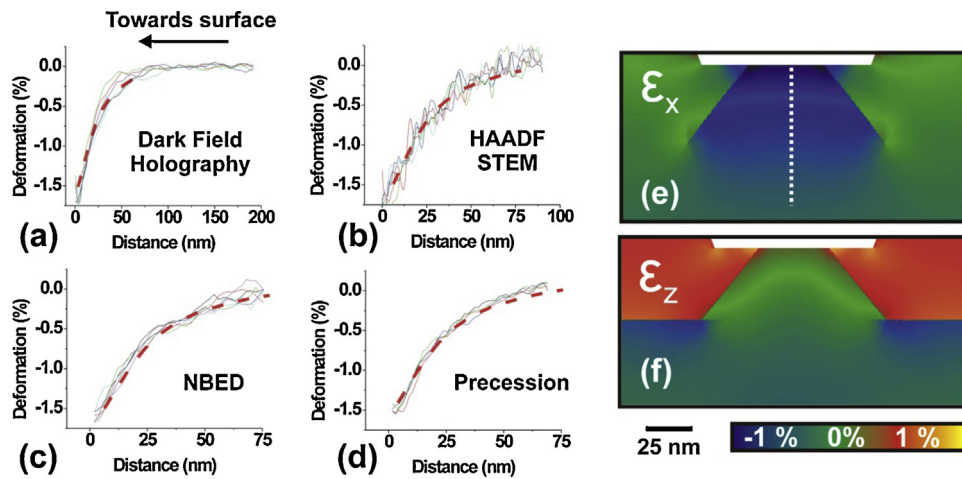 Towards surface
(a)
Deformation (%)
0.0
-0.5
-1.0
-1.5
Dark Field
Holography
0 50 100 150 200
Distance (nm)
(b)
Deformation (%)
0.0
-0.5
-1.0
-1.5
HAADF
STEM
0 25 50 75 100
Distance (nm)
(c)
Deformation (%)
0.0
-0.5
-1.0
-1.5
NBED
0 25 50 75
Distance (nm)
(d)
Deformation (%)
0.0
-0.5
-1.0
-1.5
Precession
0 25 50 75
Distance (nm)
εx
(e)
εz
(f)
25 nm
-1 % 0% 1 %